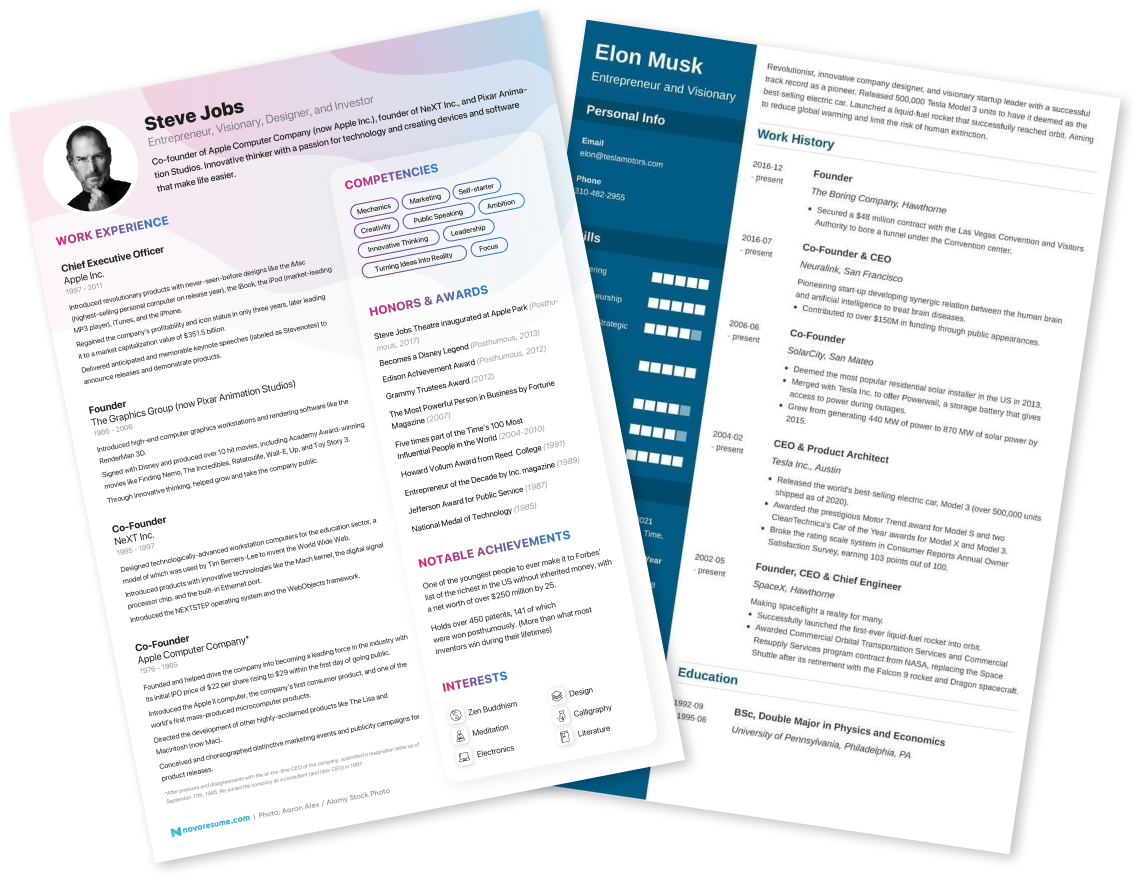 Steve Jobs
Entrepreneur, Visionary, Designer, and Investor
Co-founder of Apple Computer Company (now Apple Inc.), founder of NeXT Inc., and Pixar Anima-
tion Studios. Innovative thinker with a passion for technology and creating devices and software
that make life easier.
WORK EXPERIENCE
Chief Executive Officer
Apple Inc.
1997 - 2011
Introduced revolutionary products with never-seen-before designs like the iMac
(highest-selling personal computer on release year), the iBook, the iPod (market-leading
MP3 player), iTunes, and the iPhone.
Regained the company's profitability and icon status in only three years, later leading
it to a market capitalization value of $351.5 billion.
Delivered anticipated and memorable keynote speeches (labeled as Stevenotes) to
announce releases and demonstrate products.
Founder
The Graphics Group (now Pixar Animation Studios)
1986 - 2006
Introduced high-end computer graphics workstations and rendering software like the
RenderMan 3D.
Signed with Disney and produced over 10 hit movies, including Academy Award-winning
movies like Finding Nemo, The Incredibles, Ratatouille, Wall-E, Up, and Toy Story 3.
Through innovative thinking, helped grow and take the company public.
Co-Founder
NeXT Inc.
1985 - 1997
Designed technologically-advanced workstation computers for the education sector, a
model of which was used by Tim Berners-Lee to invent the World Wide Web.
Introduced products with innovative technologies like the Mach kernel, the digital signal
processor chip, and the built-in Ethernet port.
Introduced the NEXTSTEP operating system and the WebObjects framework.
Co-Founder
Apple Computer Company*
1976 - 1985
Founded and helped drive the company into becoming a leading force in the industry with
its initial IPO price of $22 per share rising to $29 within the first day of going public.
Introduced the Apple II computer, the company's first consumer product, and one of the
world's first mass-produced microcomputer products.
Directed the development of other highly-acclaimed products like The Lisa and
Macintosh (now Mac).
Conceived and choreographed distinctive marketing events and publicity campaigns for
product releases.
*After pressure and disagreements with the at-the-time CEO of the company, submitted a resignation letter as of
September 17th, 1985. Re-joined the company as a consultant (and later CEO) in 1997.
novoresume.com | Photo: Aaron Alex / Alamy Stock Photo
COMPETENCIES
Mechanics
Marketing
Self-starter
Creativity
Public Speaking
Ambition
Innovative Thinking
Leadership
Turning Ideas into Reality
Focus
HONORS & AWARDS
Steve Jobs Theatre inaugurated at Apple Park (Posthu-
mous, 2017)
Becomes a Disney Legend (Posthumous, 2013)
Edison Achievement Award (Posthumous, 2012)
Grammy Trustees Award (2012)
The Most Powerful Person in Business by Fortune
Magazine (2007)
Five times part of the Time's 100 Most
Influential People in the World (2004-2010)
Howard Vollum Award from Reed College (1991)
Entrepreneur of the Decade by Inc. magazine (1989)
Jefferson Award for Public Service (1987)
National Medal of Technology (1985)
NOTABLE ACHIEVEMENTS
One of the youngest people to ever make it to Forbes'
list of the richest in the US without inherited money, with
a net worth of over $250 million by 25.
Holds over 450 patents, 141 of which
were won posthumously. (More than what most
inventors win during their lifetimes)
INTERESTS
Zen Buddhism
Design
Meditation
Calligraphy
Electronics
Literature
Elon Musk
Entrepreneur and Visionary
Personal Info
Email
elon@teslamotors.com
Phone
310-482-2955
ills
ering
eurship
trategic
2021
Time,
Year
Revolutionist, innovative company designer, and visionary startup leader with a successful
track record as a pioneer. Released 500,000 Tesla Model 3 units to have it deemed as the
best-selling electric car. Launched a liquid-fuel rocket that successfully reached orbit. Aiming
to reduce global warming and limit the risk of human extinction.
Work History
2016-12
- present
Founder
The Boring Company, Hawthorne
Secured a $48 million contract with the Las Vegas Convention and Visitors
Authority to bore a tunnel under the Convention center.
2016-07
- present
Co-Founder & CEO
Neuralink, San Francisco
Pioneering start-up developing synergic relation between the human brain
and artificial intelligence to treat brain diseases.
Contributed to over $150M in funding through public appearances.
2006-06
- present
Co-Founder
SolarCity, San Mateo
Deemed the most popular residential solar installer in the US in 2013.
Merged with Tesla Inc. to offer Powerwall, a storage battery that gives
access to power during outages.
Grew from generating 440 MW of power to 870 MW of solar power by
2015.
2004-02
- present
CEO & Product Architect
Tesla Inc., Austin
Released the world's best-selling electric car, Model 3 (over 500,000 units
shipped as of 2020).
Awarded the prestigious Motor Trend award for Model S and two
CleanTechnica's Car of the Year awards for Model X and Model 3.
Broke the rating scale system in Consumer Reports Annual Owner
Satisfaction Survey, earning 103 points out of 100.
2002-05
- present
Founder, CEO & Chief Engineer
SpaceX, Hawthorne
Making spaceflight a reality for many.
Successfully launched the first-ever liquid-fuel rocket into orbit.
Awarded Commercial Orbital Transportation Services and Commercial
Resupply Services program contract from NASA, replacing the Space
Shuttle after its retirement with the Falcon 9 rocket and Dragon spacecraft.
Education
1992-09
1995-06
BSc, Double Major in Physics and Economics
University of Pennsylvania, Philadelphia, PA